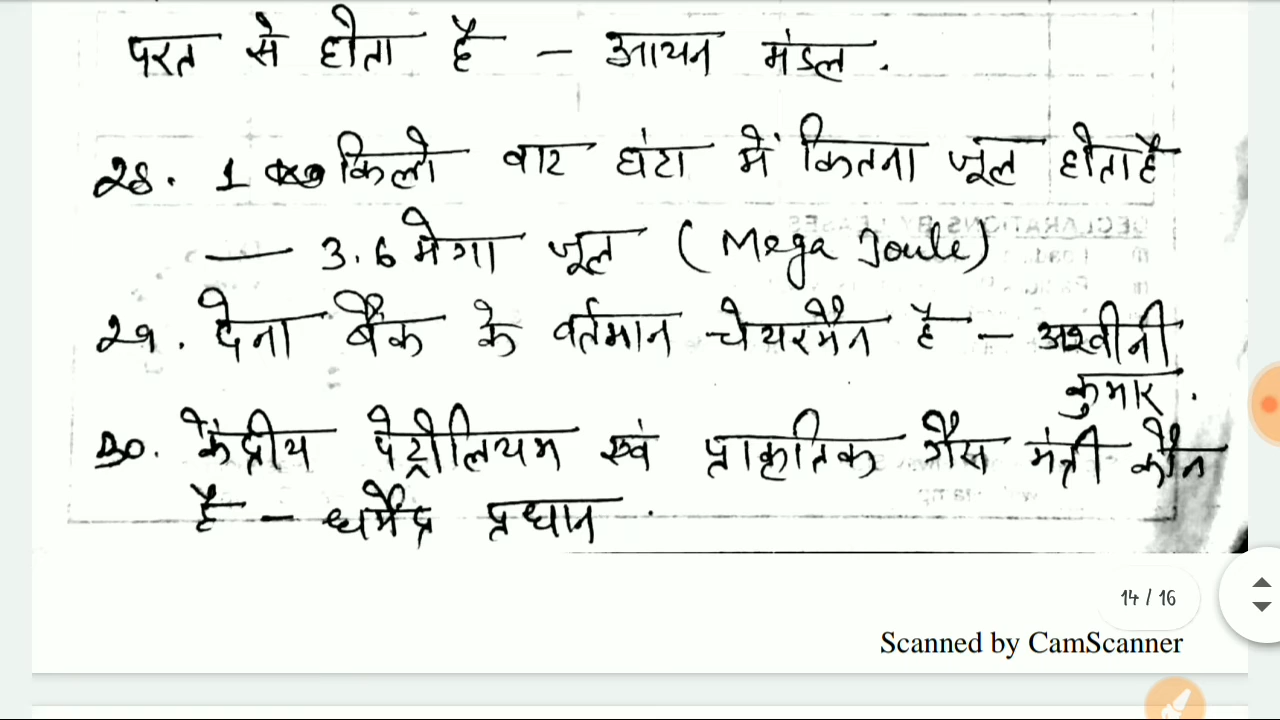 परत से होता है – आयन मंडल.
28. 1 किलो वाट घंटा में कितना जूल होता है
— 3.6 मेगा जूल (Mega Joule)
29. देना बैंक के वर्तमान चेयरमैन है – अश्वीनी
कुमार.
30. केंद्रीय पेट्रोलियम एवं प्राकृतिक गैस मंत्री कौन
है – धर्मेंद्र प्रधान.
14 / 16
Scanned by CamScanner